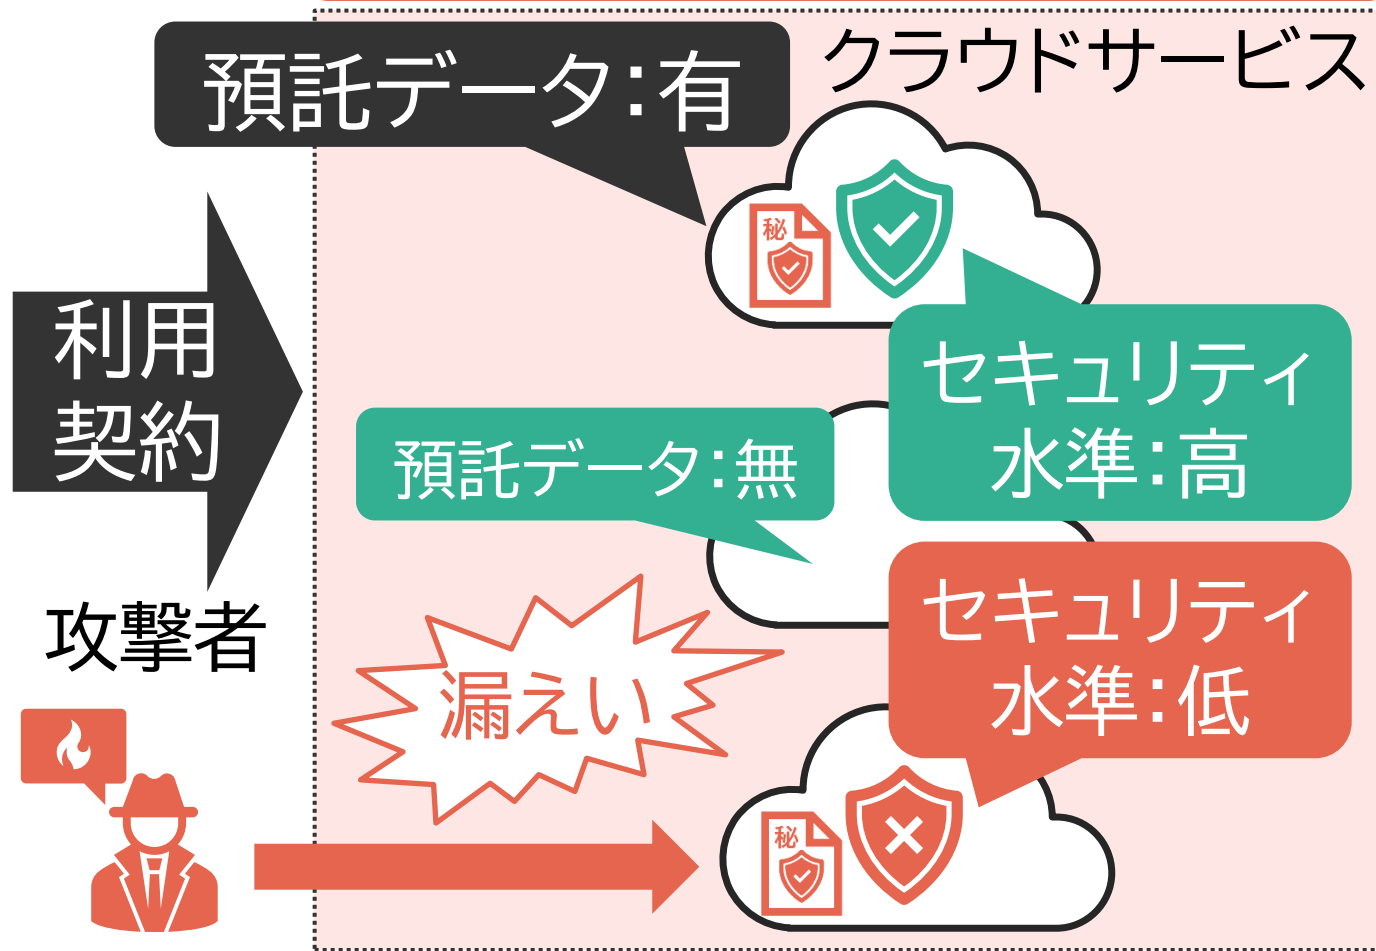 預託データ：有
クラウドサービス
秘
利用
契約
セキュリティ
水準：高
預託データ：無
セキュリティ
水準：低
攻撃者
漏えい
秘